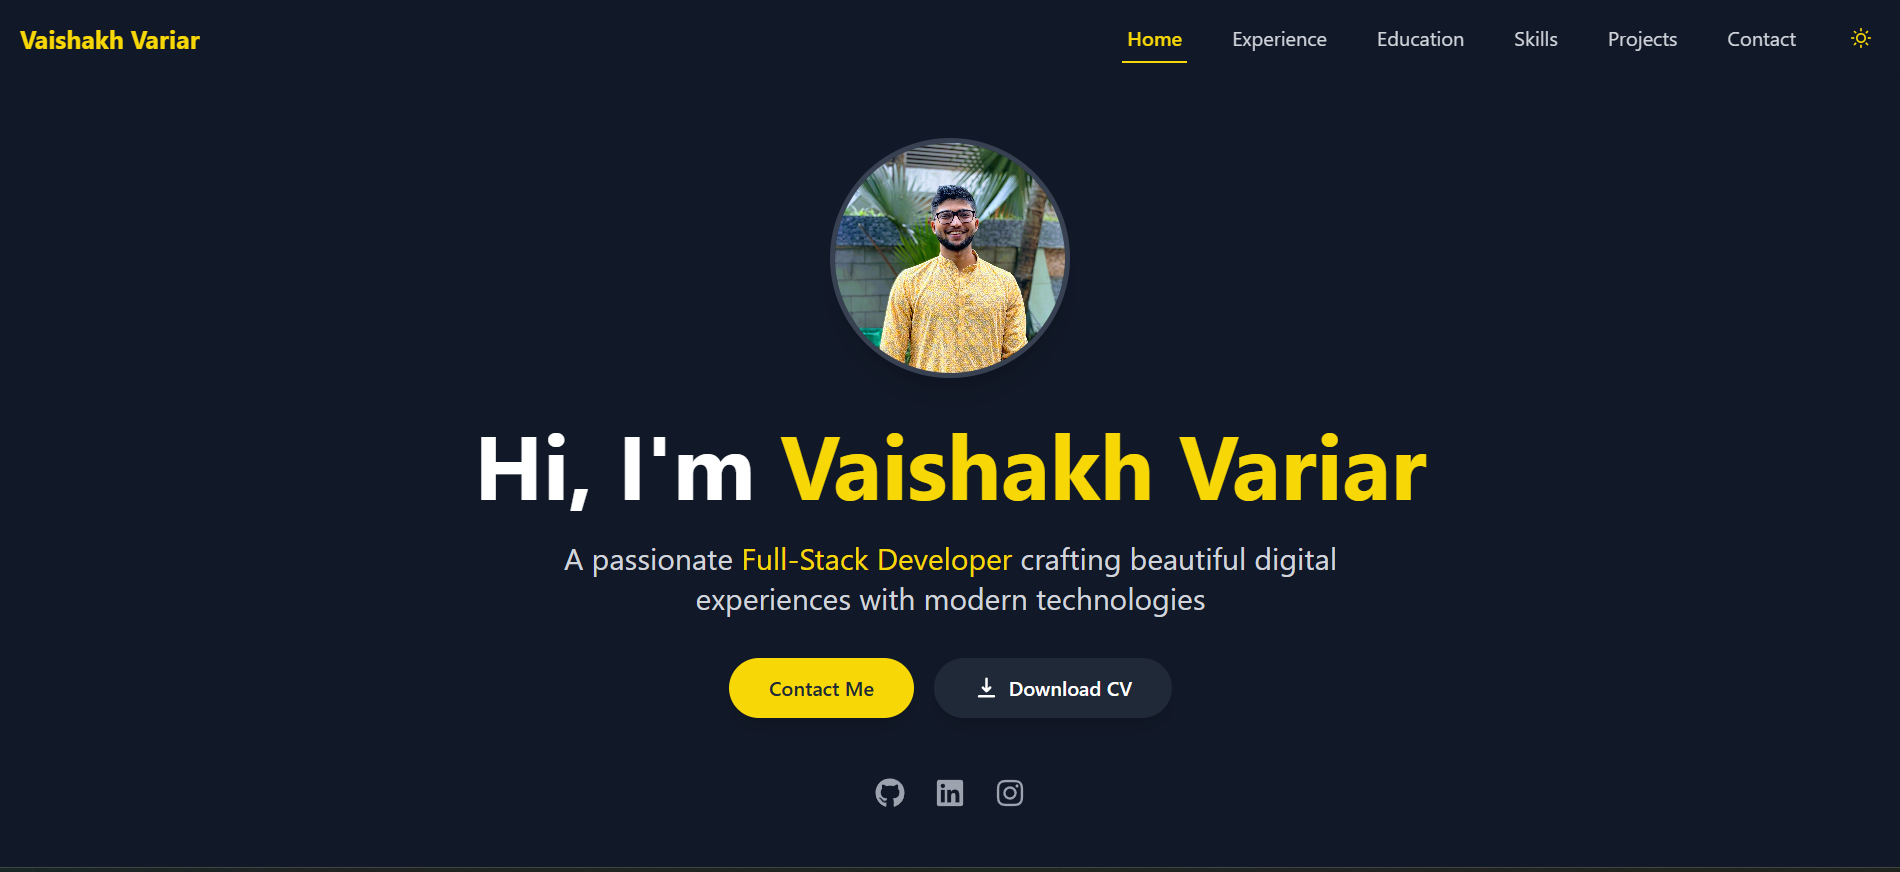 Vaishakh Variar
Home Experience Education Skills Projects Contact
Hi, I'm Vaishakh Variar
A passionate Full-Stack Developer crafting beautiful digital
experiences with modern technologies
Contact Me
Download CV
in